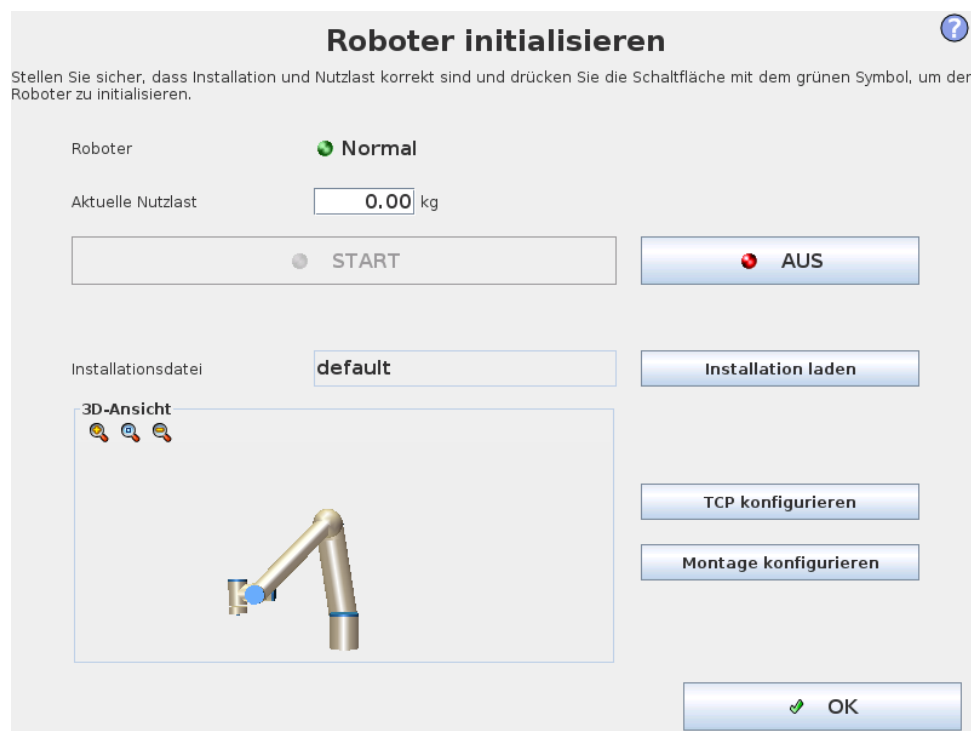 Roboter initialisieren
?
Stellen Sie sicher, dass Installation und Nutzlast korrekt sind und drücken Sie die Schaltfläche mit dem grünen Symbol, um der
Roboter zu initialisieren.
Roboter Normal
Aktuelle Nutzlast 0.00 kg
START AUS
Installationsdatei default Installation laden
3D-Ansicht
TCP konfigurieren
Montage konfigurieren
OK